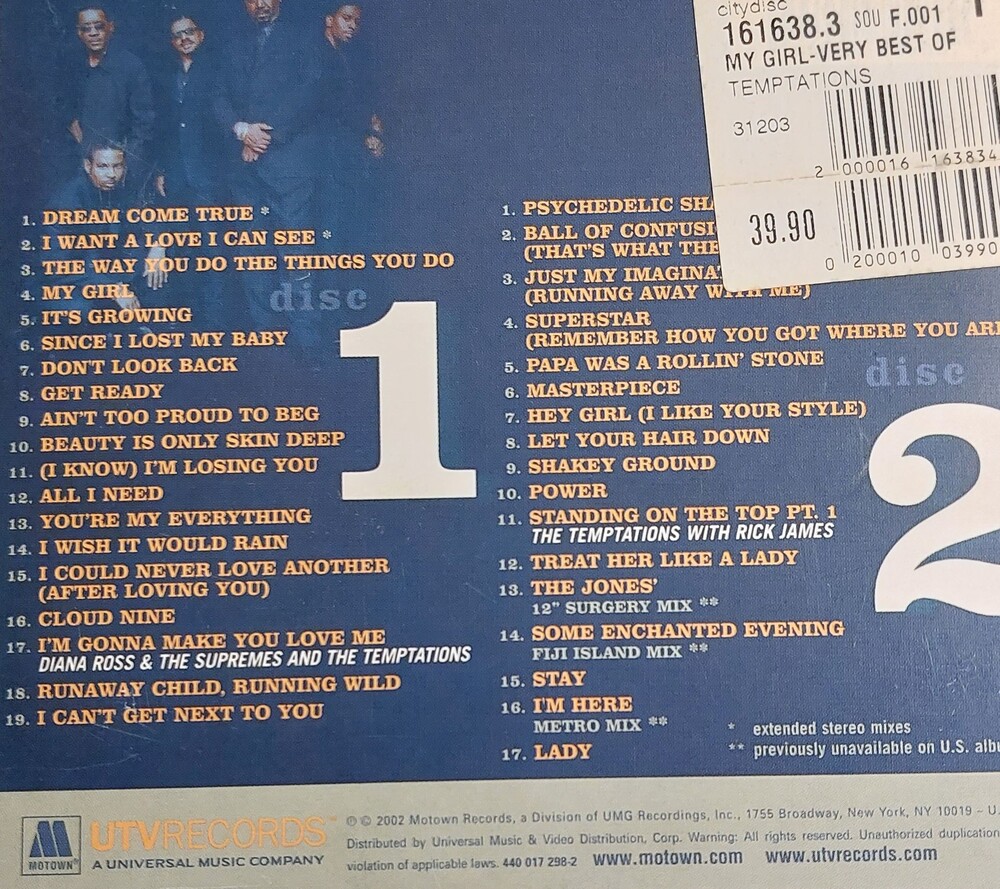 citydisc
161638.3 SOU F.001
MY GIRL-VERY BEST OF
TEMPTATIONS
31203
2 000016 163834
39.90
0 200010 03990
disc
1
1. DREAM COME TRUE *
2. I WANT A LOVE I CAN SEE *
3. THE WAY YOU DO THE THINGS YOU DO
4. MY GIRL
5. IT'S GROWING
6. SINCE I LOST MY BABY
7. DON'T LOOK BACK
8. GET READY
9. AIN'T TOO PROUD TO BEG
10. BEAUTY IS ONLY SKIN DEEP
11. (I KNOW) I'M LOSING YOU
12. ALL I NEED
13. YOU'RE MY EVERYTHING
14. I WISH IT WOULD RAIN
15. I COULD NEVER LOVE ANOTHER
(AFTER LOVING YOU)
16. CLOUD NINE
17. I'M GONNA MAKE YOU LOVE ME
DIANA ROSS & THE SUPREMES AND THE TEMPTATIONS
18. RUNAWAY CHILD, RUNNING WILD
19. I CAN'T GET NEXT TO YOU
disc
2
1. PSYCHEDELIC
2. BALL OF
(THAT'S WHAT THE
3. JUST MY
(RUNNING AWAY WITH ME)
4. SUPERSTAR
(REMEMBER HOW YOU GOT WHERE YOU
5. PAPA WAS A ROLLIN' STONE
6. MASTERPIECE
7. HEY GIRL (I LIKE YOUR STYLE)
8. LET YOUR HAIR DOWN
9. SHAKEY GROUND
10. POWER
11. STANDING ON THE TOP PT. 1
THE TEMPTATIONS WITH RICK JAMES
12. TREAT HER LIKE A LADY
13. THE JONES'
12" SURGERY MIX **
14. SOME ENCHANTED EVENING
FIJI ISLAND MIX **
15. STAY
16. I'M HERE
METRO MIX **
17. LADY
* extended stereo mixes
** previously unavailable on U.S.
MOTOWN
UTVRECORDS™
A UNIVERSAL MUSIC COMPANY
℗ © 2002 Motown Records, a Division of UMG Recordings, Inc., 1755 Broadway, New York, NY 10019 –
Distributed by Universal Music & Video Distribution, Corp. Warning: All rights reserved. Unauthorized duplication
violation of applicable laws. 440 017 298-2 www.motown.com www.utvrecords.com